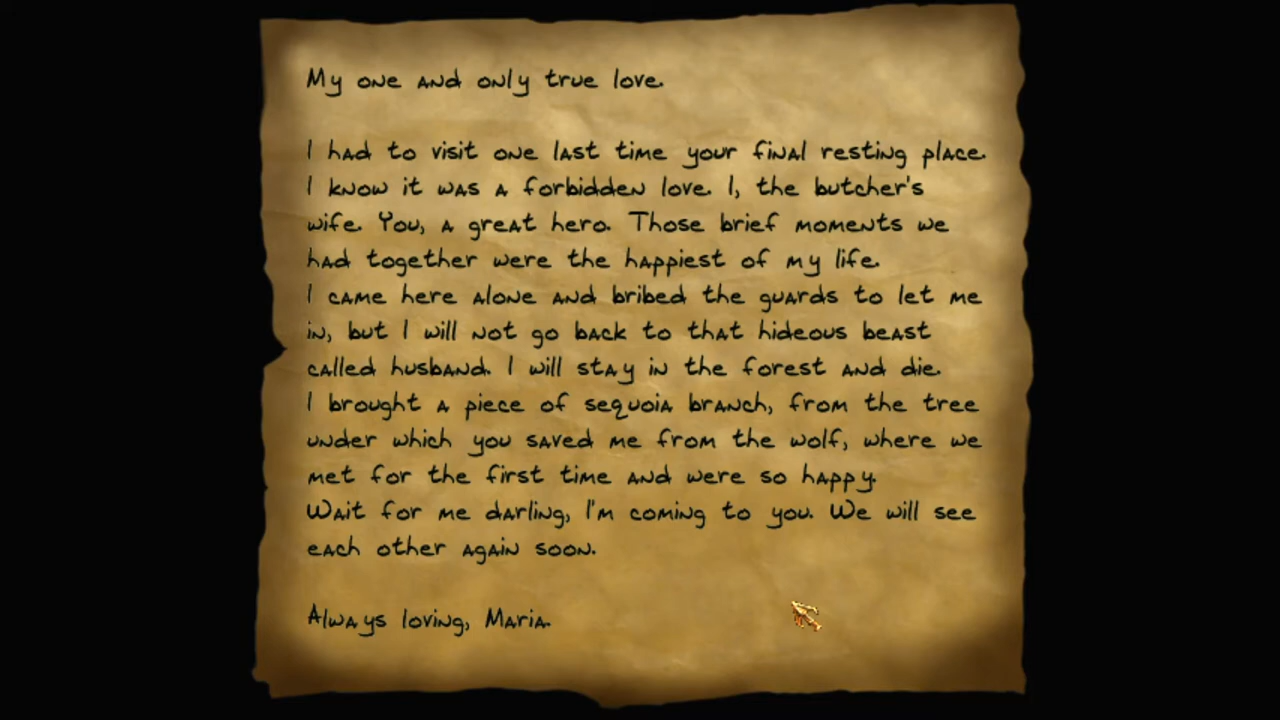 My one and only true love.
I had to visit one last time your final resting place.
I know it was a forbidden love. I, the butcher's
wife. You, a great hero. Those brief moments we
had together were the happiest of my life.
I came here alone and bribed the guards to let me
in, but I will not go back to that hideous beast
called husband. I will stay in the forest and die.
I brought a piece of sequoia branch, from the tree
under which you saved me from the wolf, where we
met for the first time and were so happy.
Wait for me darling, I'm coming to you. We will see
each other again soon.
Always loving, Maria.